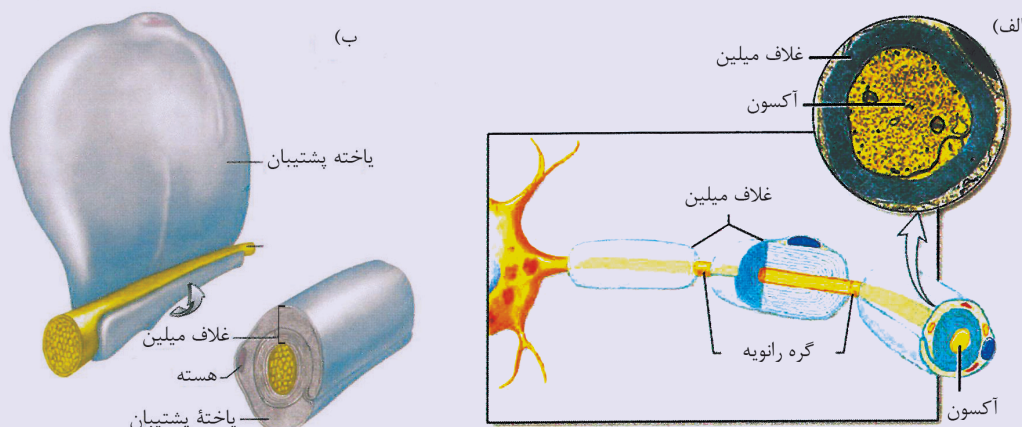 الف)
غلاف میلین
آکسون
غلاف میلین
گره رانویه
آکسون
ب)
یاخته پشتیبان
غلاف میلین
هسته
یاختهٔ پشتیبان